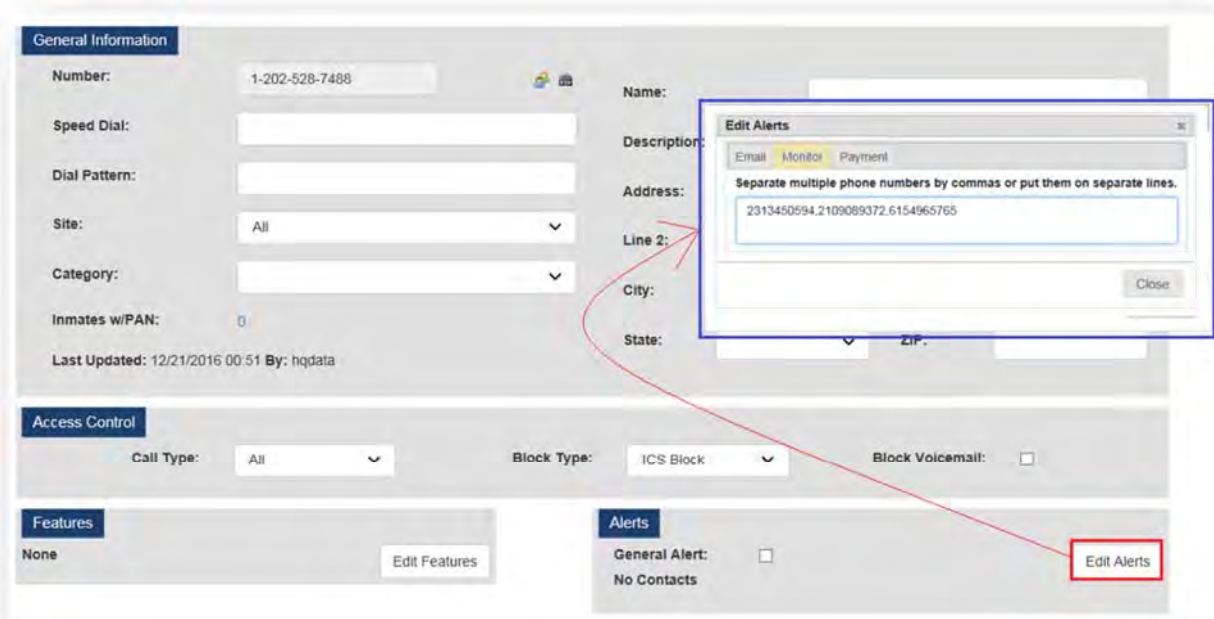 General Information
Number: 1-202-528-7488
Name:
Speed Dial:
Description:
Dial Pattern:
Address:
Site: All
Line 2:
Category:
City:
Inmates w/PAN: 0
State: ZIP:
Last Updated: 12/21/2016 00:51 By: hqdata
Edit Alerts
Email Monitor Payment
Separate multiple phone numbers by commas or put them on separate lines.
2313450594,2109089372,6154965765
Close
Access Control
Call Type: All Block Type: ICS Block Block Voicemail:
Features
None
Edit Features
Alerts
General Alert:
No Contacts
Edit Alerts